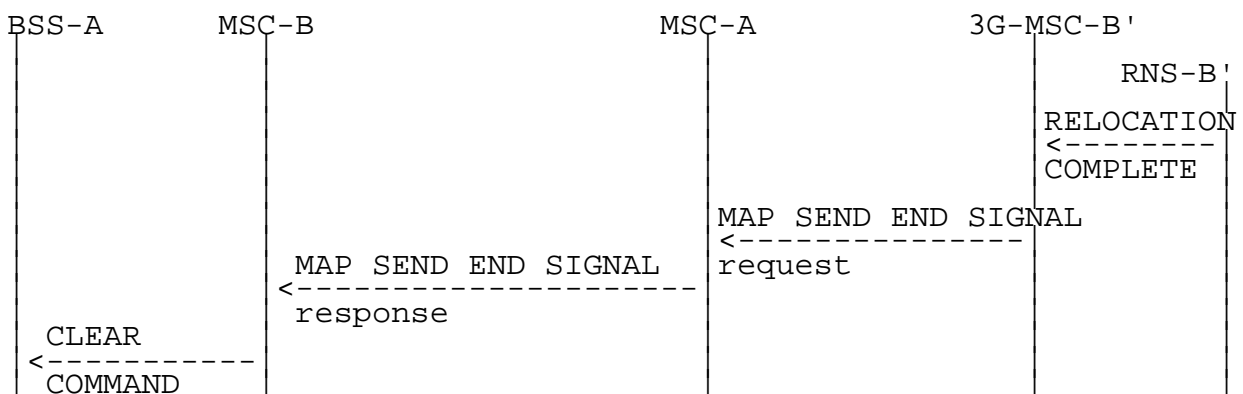 BSS-A MSC-B MSC-A 3G-MSC-B'
RNS-B'
RELOCATION
COMPLETE
MAP SEND END SIGNAL
request
MAP SEND END SIGNAL
response
CLEAR
COMMAND